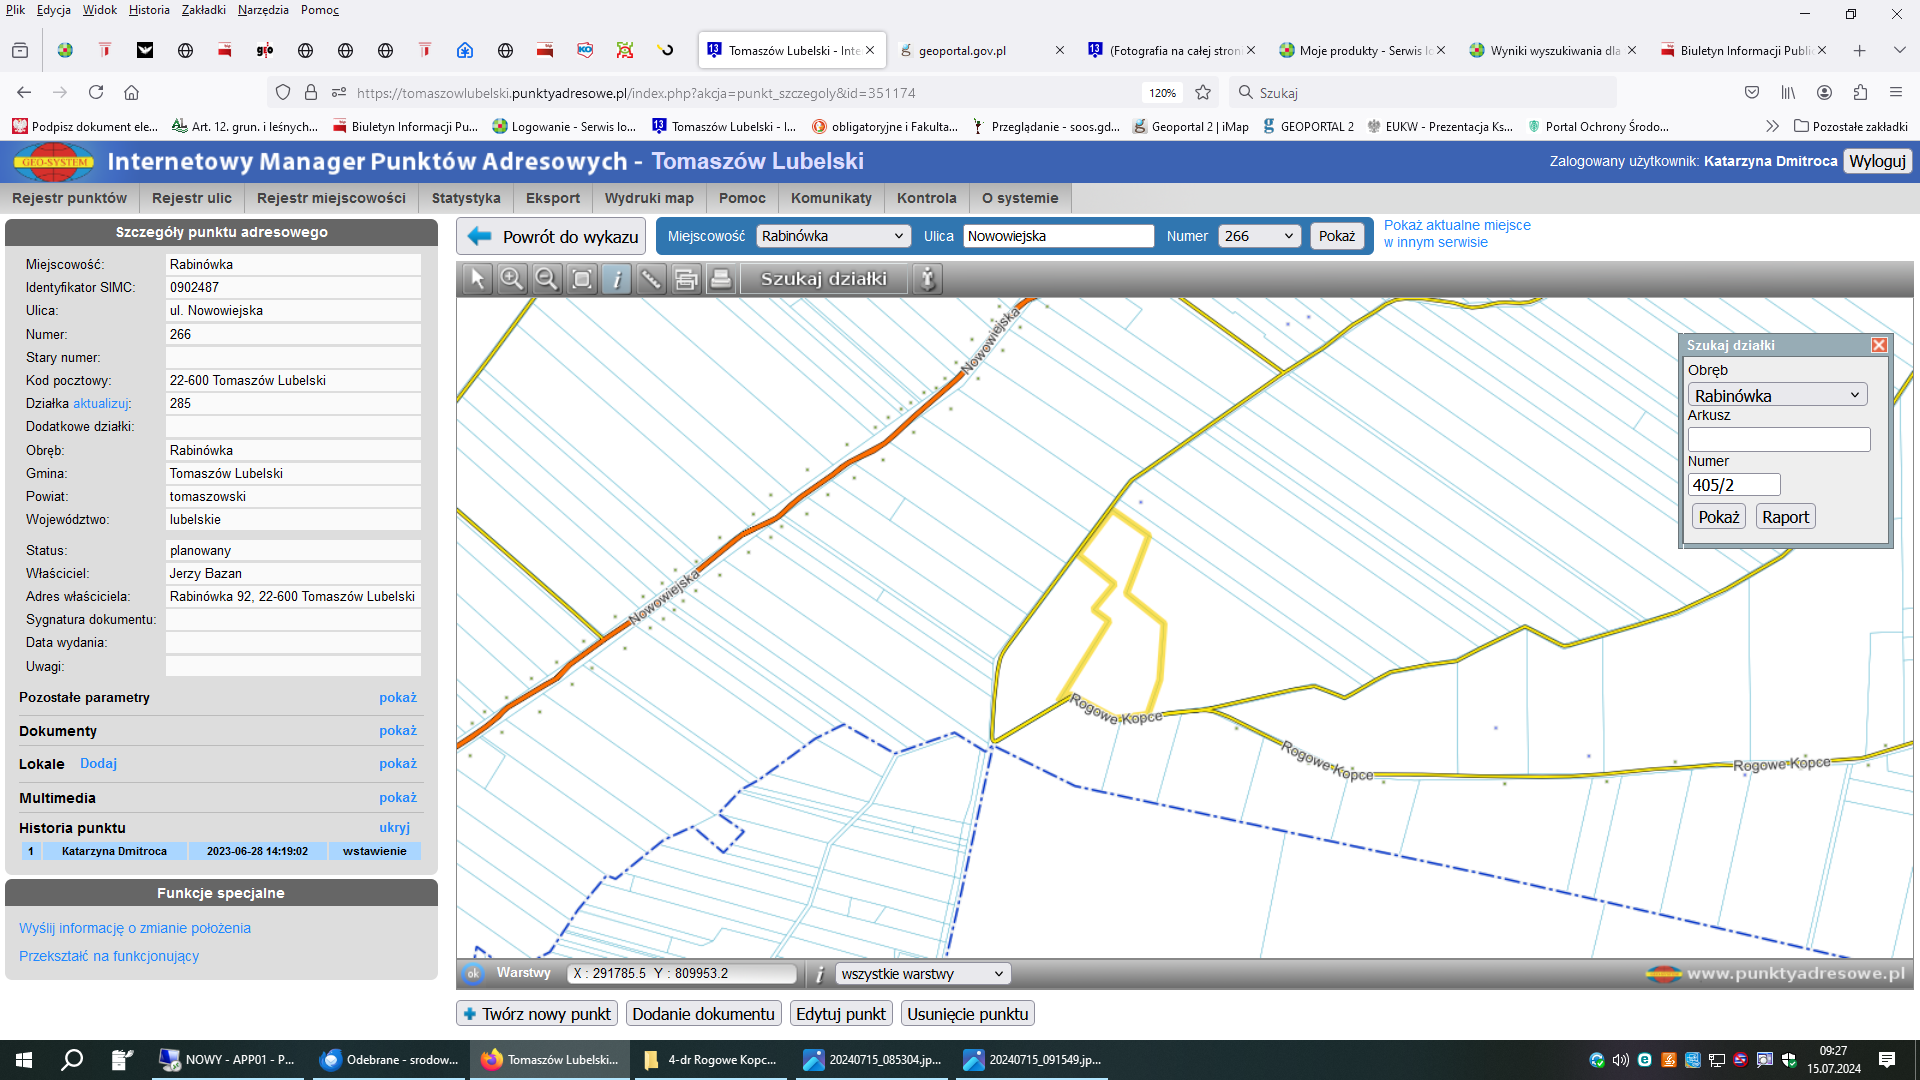 Plik Edycja Widok Historia Zakładki Narzędzia Pomoc
Tomaszów Lubelski - Inte
geoportal.gov.pl
(Fotografia na całej stron
Moje produkty - Serwis Ic
Wyniki wyszukiwania dla
Biuletyn Informacji Public
https://tomaszowlubelski.punktyadresowe.pl/index.php?akcja=punkt_szczegoly&id=351174
120%
Szukaj
Podpisz dokument ele...
Art. 12. grun. i leśnych...
Biuletyn Informacji Pu...
Logowanie - Serwis Io...
Tomaszów Lubelski - I...
obligatoryjne i Fakulta...
Przeglądanie - soos.gd...
Geoportal 2 | iMap
GEOPORTAL 2
EUKW - Prezentacja Ks...
Portal Ochrony Środo...
Pozostałe zakładki
GEO-SYSTEM
Internetowy Manager Punktów Adresowych - Tomaszów Lubelski
Zalogowany użytkownik: Katarzyna Dmitroca
Wyloguj
Rejestr punktów
Rejestr ulic
Rejestr miejscowości
Statystyka
Eksport
Wydruki map
Pomoc
Komunikaty
Kontrola
O systemie
Szczegóły punktu adresowego
Miejscowość: Rabinówka
Identyfikator SIMC: 0902487
Ulica: ul. Nowowiejska
Numer: 266
Stary numer:
Kod pocztowy: 22-600 Tomaszów Lubelski
Działka aktualizuj: 285
Dodatkowe działki:
Obręb: Rabinówka
Gmina: Tomaszów Lubelski
Powiat: tomaszowski
Województwo: lubelskie
Status: planowany
Właściciel: Jerzy Bazan
Adres właściciela: Rabinówka 92, 22-600 Tomaszów Lubelski
Sygnatura dokumentu:
Data wydania:
Uwagi:
Pozostałe parametry pokaż
Dokumenty pokaż
Lokale Dodaj pokaż
Multimedia pokaż
Historia punktu ukryj
1 Katarzyna Dmitroca 2023-06-28 14:19:02 wstawienie
Funkcje specjalne
Wyślij informację o zmianie położenia
Przekształć na funkcjonujący
Powrót do wykazu
Miejscowość Rabinówka Ulica Nowowiejska Numer 266 Pokaż
Pokaż aktualne miejsce
w innym serwisie
Szukaj działki
Nowowiejska
Nowowiejska
Rogowe Kopce
Rogowe Kopce
Rogowe Kopce
Szukaj działki
Obręb
Rabinówka
Arkusz
Numer
405/2
Pokaż Raport
ok Warstwy X : 291785.5 Y : 809953.2 i wszystkie warstwy
www.punktyadresowe.pl
Twórz nowy punkt
Dodanie dokumentu
Edytuj punkt
Usunięcie punktu
NOWY - APP01 - P...
Odebrane - srodow...
Tomaszów Lubelski...
4-dr Rogowe Kopc...
20240715_085304.jp...
20240715_091549.jp...
09:27
15.07.2024